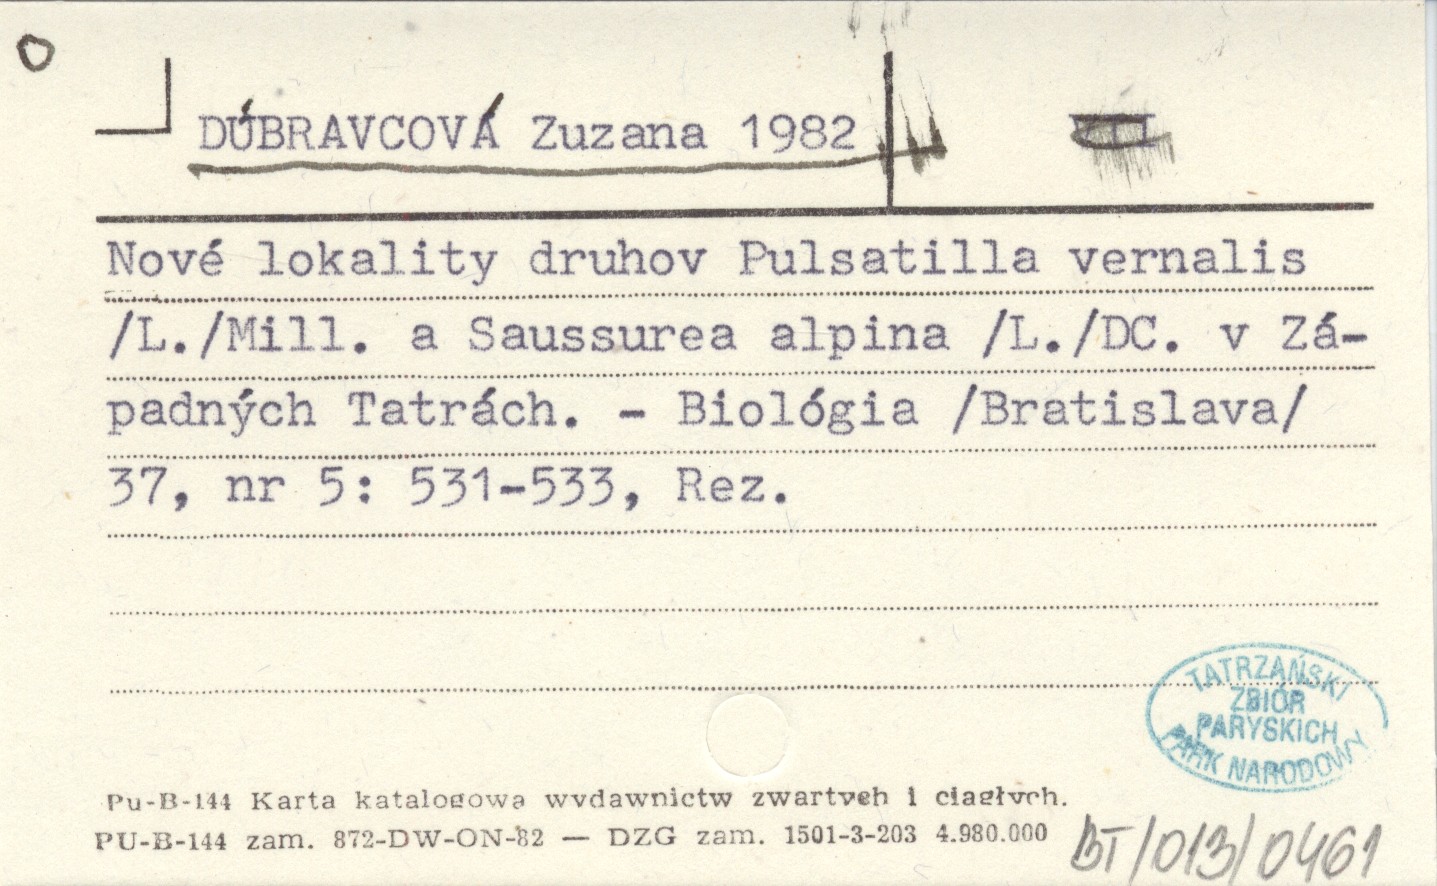 DÚBRAVCOVÁ Zuzana 1982
Nové lokality druhov Pulsatilla vernalis
/L./Mill. a Saussurea alpina /L./DC. v Zá-
padných Tatrách. - Biológia /Bratislava/
37, nr 5: 531-533, Rez.
TATRZAŃSKI
ZBIÓR
PARYSKICH
PARK NARODOWY
Pu-B-144 Karta katalogowa wydawnictw zwartych i ciągłych.
PU-B-144 zam. 872-DW-ON-82 — DZG zam. 1501-3-203 4.980.000
BT/013/0461